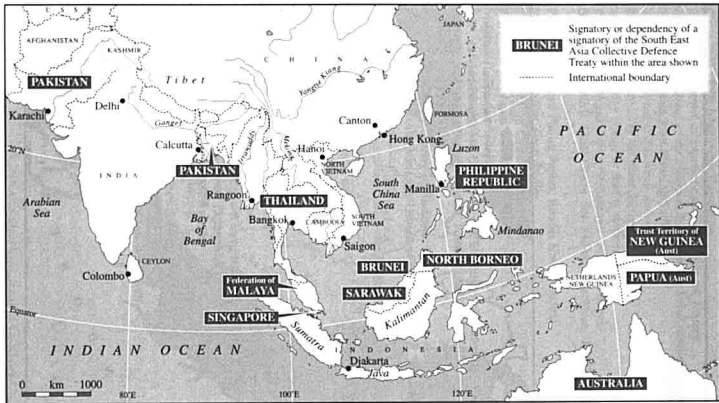 U S S R
AFGHANISTAN
KASHMIR
PAKISTAN
Karachi
Delhi
Tibet
C H I N A
Yangtze Kiang
JAPAN
BRUNEI
Signatory or dependency of a
signatory of the South East
Asia Collective Defence
Treaty within the area shown
International boundary
Ganges
Calcutta
PAKISTAN
Irrawaddy
Mekong
Canton
Hong Kong
FORMOSA
Hanoi
NORTH
VIETNAM
20°N
INDIA
Arabian
Sea
Bay
of
Bengal
Rangoon
THAILAND
Bangkok
CAMBODIA
SOUTH
VIETNAM
Saigon
South
China
Sea
Luzon
Manilla
PHILIPPINE
REPUBLIC
Mindanao
PACIFIC
OCEAN
CEYLON
Colombo
Federation of
MALAYA
SINGAPORE
BRUNEI
NORTH BORNEO
SARAWAK
Kalimantan
Trust Territory of
NEW GUINEA
(Aust)
NETHERLANDS
NEW GUINEA
PAPUA (Aust)
Equator
Sumatra
INDONESIA
Djakarta
Java
INDIAN OCEAN
AUSTRALIA
0 km 1000
80°E
100°E
120°E
20°S